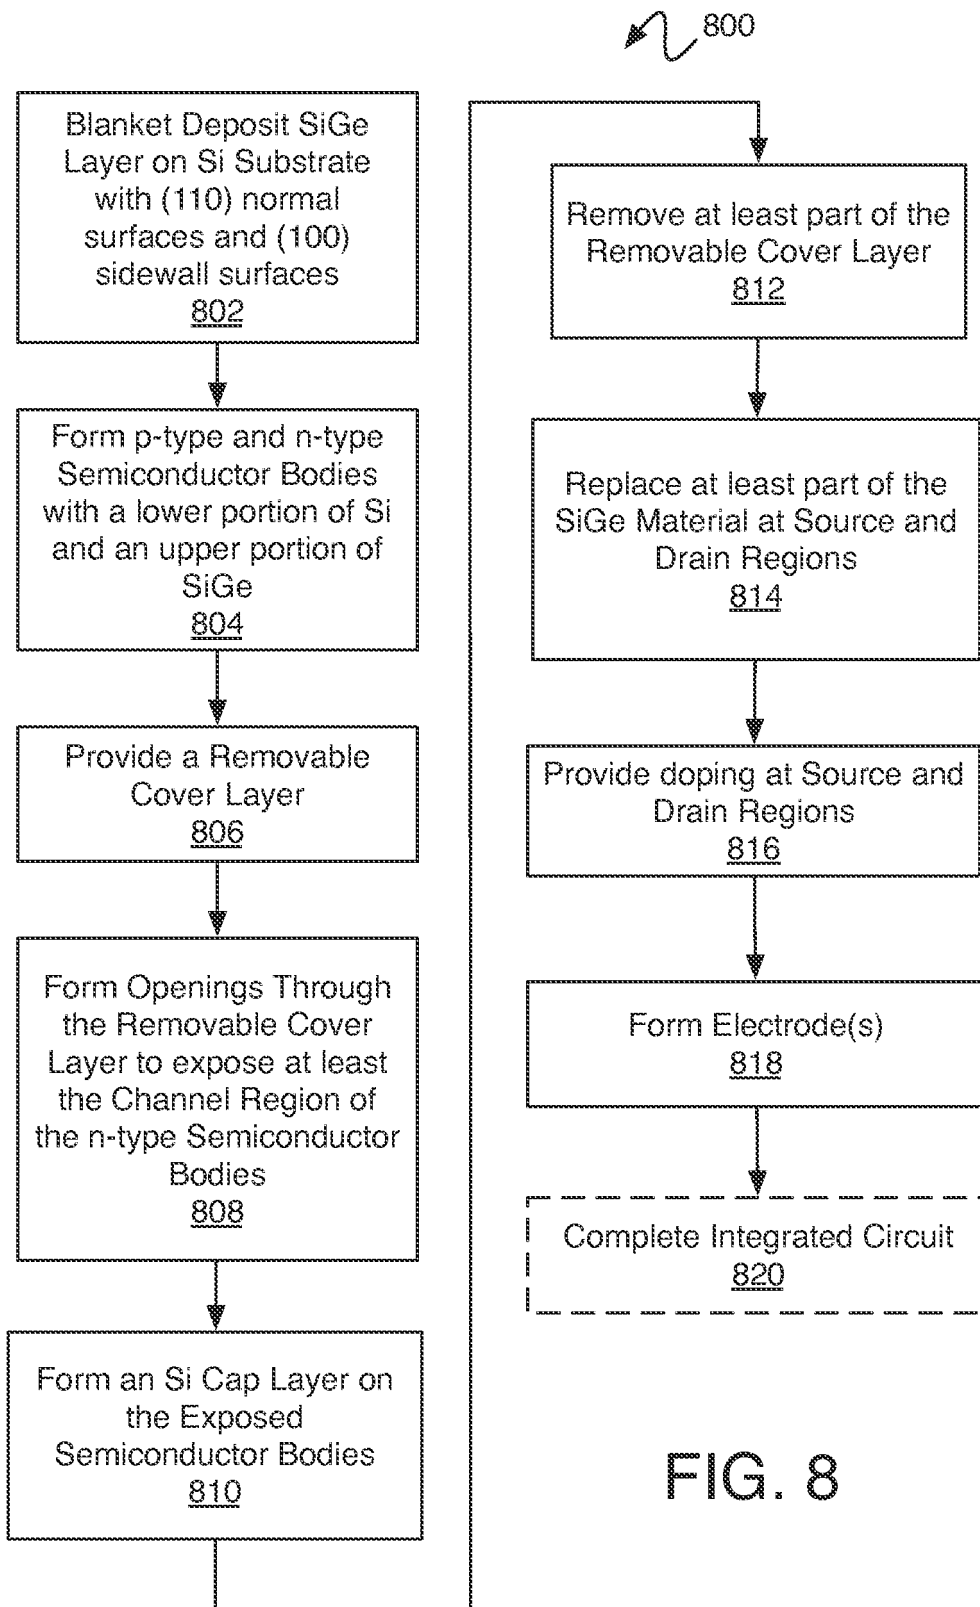 800
Blanket Deposit SiGe
Layer on Si Substrate
with (110) normal
surfaces and (100)
sidewall surfaces
802
Form p-type and n-type
Semiconductor Bodies
with a lower portion of Si
and an upper portion of
SiGe
804
Provide a Removable
Cover Layer
806
Form Openings Through
the Removable Cover
Layer to expose at least
the Channel Region of
the n-type Semiconductor
Bodies
808
Form an Si Cap Layer on
the Exposed
Semiconductor Bodies
810
Remove at least part of the
Removable Cover Layer
812
Replace at least part of the
SiGe Material at Source and
Drain Regions
814
Provide doping at Source and
Drain Regions
816
Form Electrode(s)
818
Complete Integrated Circuit
820
FIG. 8